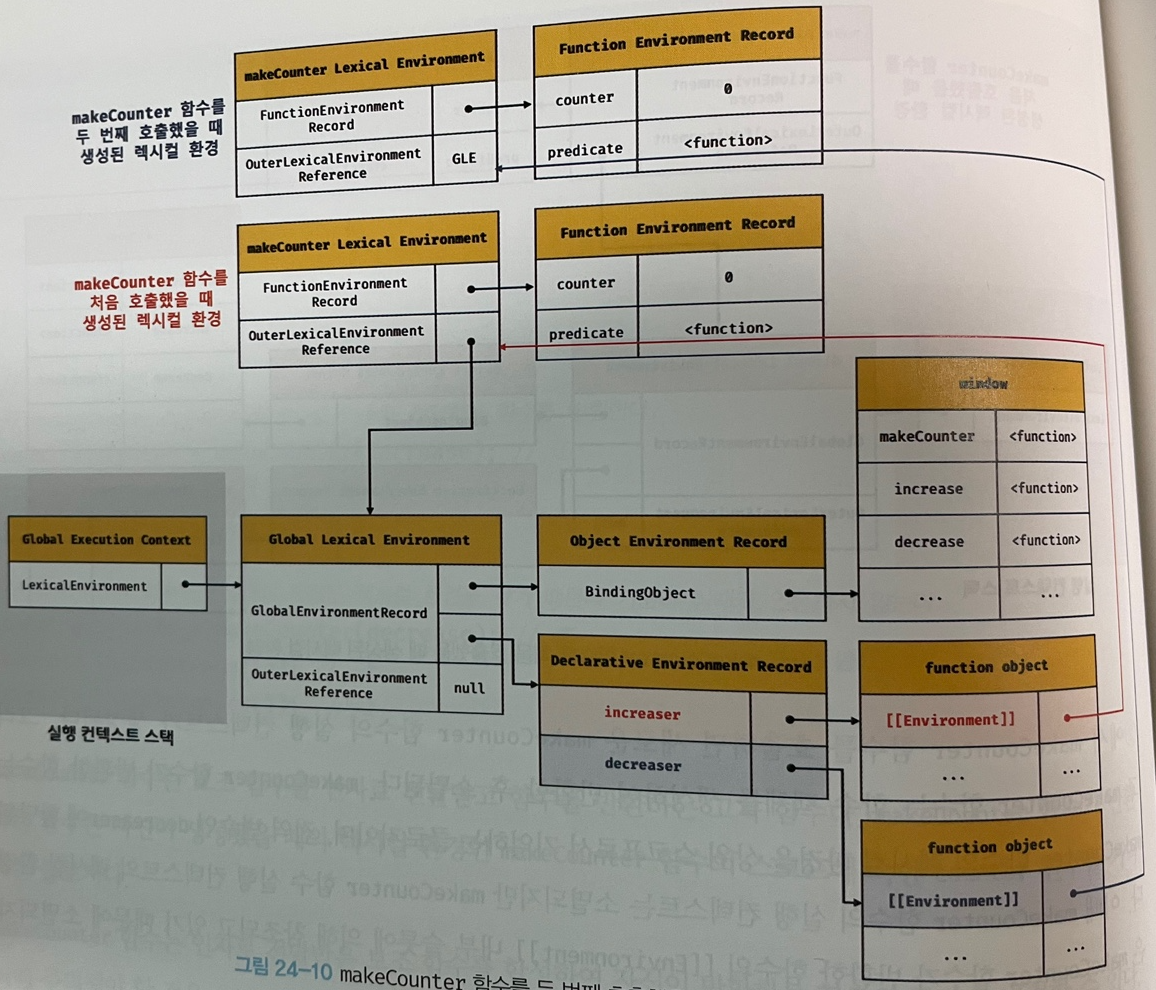 makeCounter Lexical Environment
Function Environment Record
makeCounter 함수를
두 번째 호출했을 때
생성된 렉시컬 환경
FunctionEnvironment
Record
counter
0
OuterLexicalEnvironment
Reference
GLE
predicate
<function>
makeCounter Lexical Environment
Function Environment Record
makeCounter 함수를
처음 호출했을 때
생성된 렉시컬 환경
FunctionEnvironment
Record
counter
0
OuterLexicalEnvironment
Reference
predicate
<function>
window
makeCounter
<function>
increase
<function>
decrease
<function>
...
...
Global Execution Context
LexicalEnvironment
실행 컨텍스트 스택
Global Lexical Environment
GlobalEnvironmentRecord
OuterLexicalEnvironment
Reference
null
Object Environment Record
BindingObject
Declarative Environment Record
increaser
decreaser
function object
[[Environment]]
...
...
function object
[[Environment]]
...
...
그림 24-10 makeCounter 함수를 두 번째